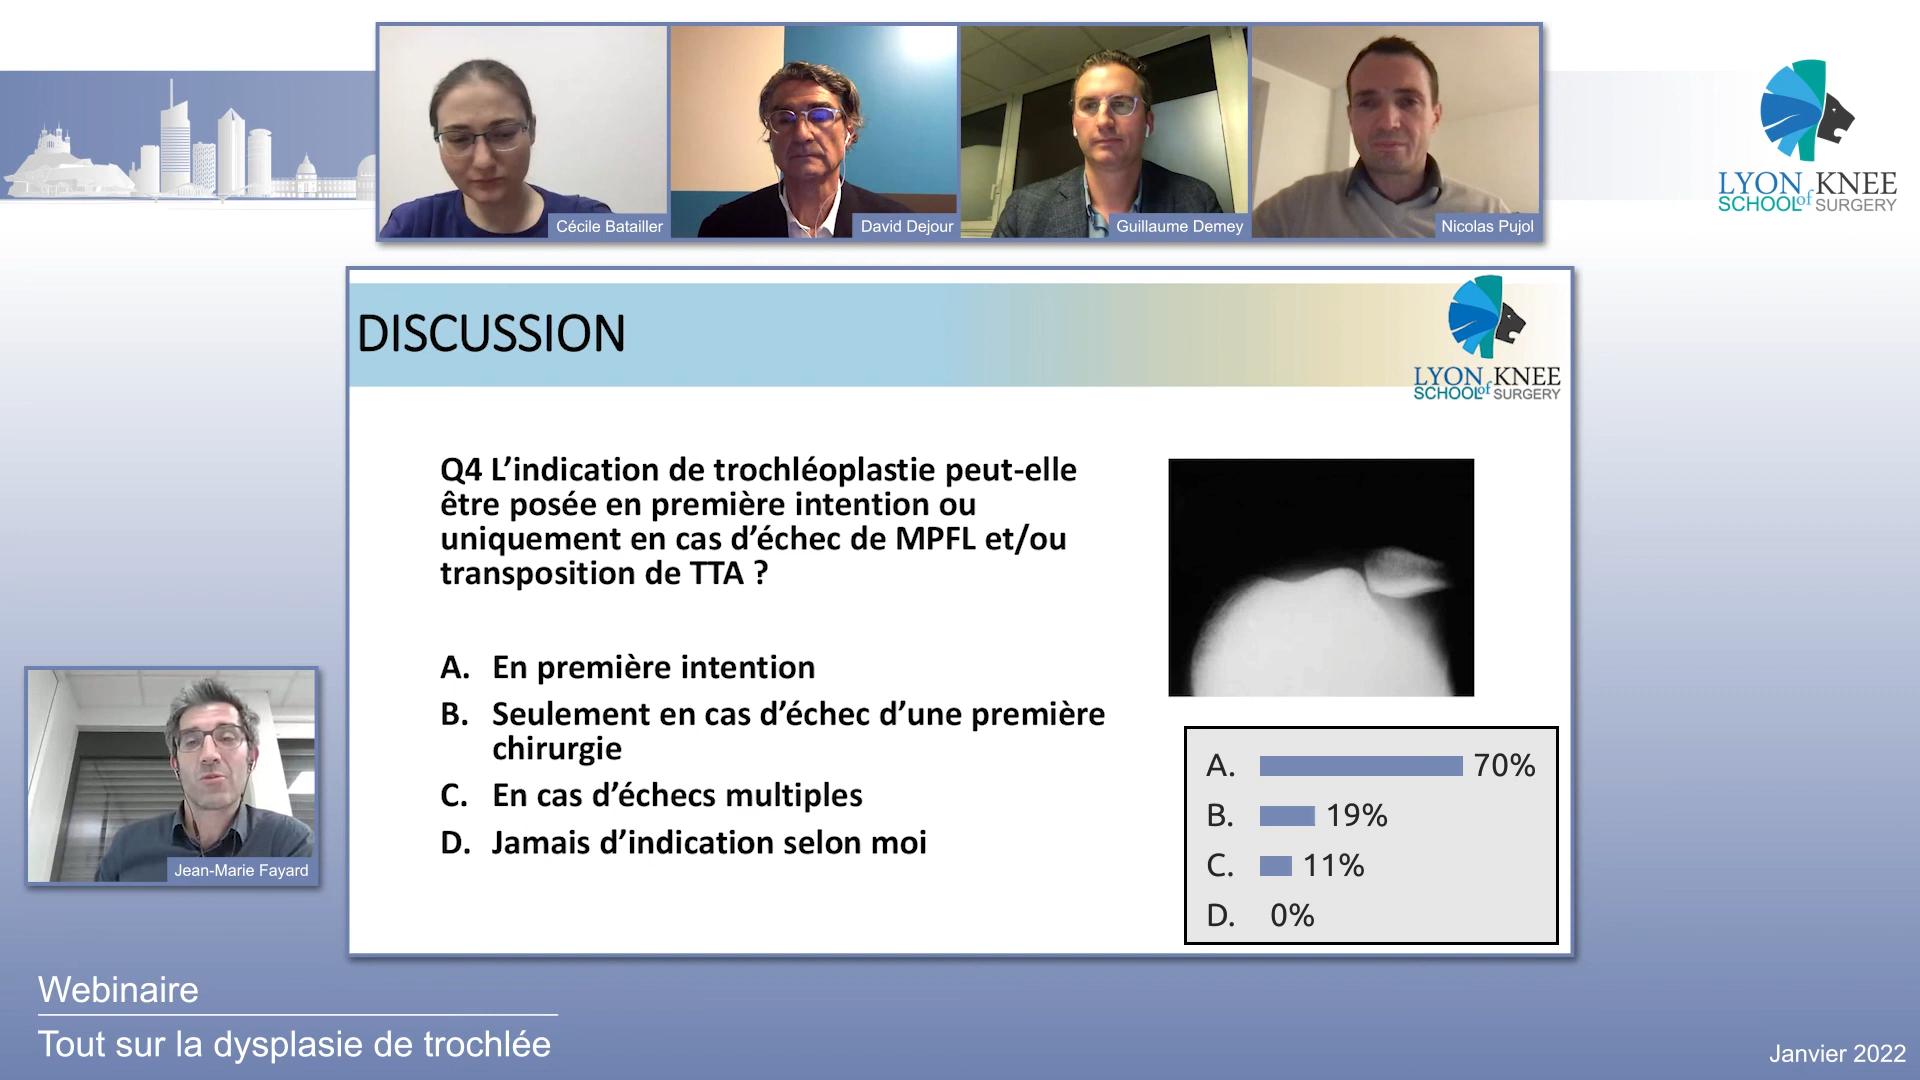 Cécile Batailler
David Dejour
Guillaume Demey
Nicolas Pujol
LYON KNEE
SCHOOL of SURGERY
DISCUSSION
LYON KNEE
SCHOOL of SURGERY
Q4 L’indication de trochléoplastie peut-elle
être posée en première intention ou
uniquement en cas d’échec de MPFL et/ou
transposition de TTA ?
A. En première intention
B. Seulement en cas d’échec d’une première
chirurgie
C. En cas d’échecs multiples
D. Jamais d’indication selon moi
A. 70%
B. 19%
C. 11%
D. 0%
Jean-Marie Fayard
Webinaire
Tout sur la dysplasie de trochlée
Janvier 2022